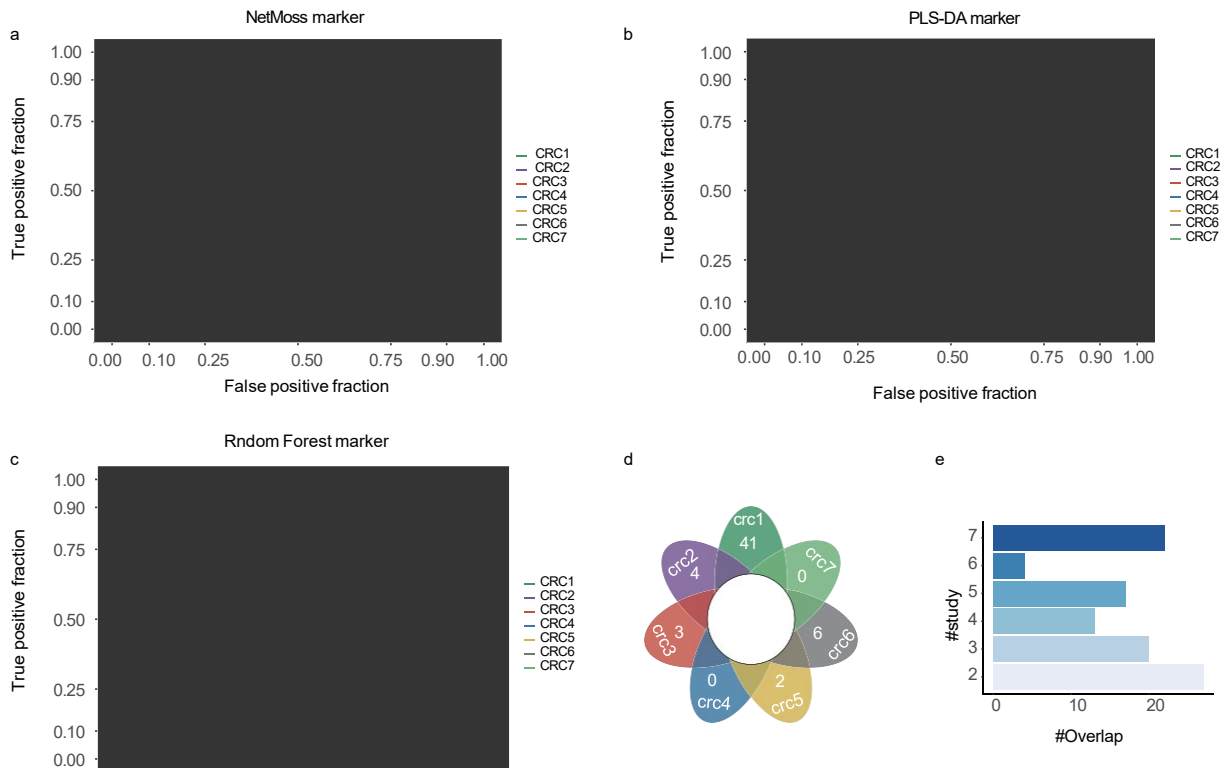 NetMoss marker
a
1.00
0.90
0.75
0.50
0.25
0.10
0.00
True positive fraction
0.00 0.10 0.25 0.50 0.75 0.90 1.00
False positive fraction
CRC1
CRC2
CRC3
CRC4
CRC5
CRC6
CRC7
PLS-DA marker
b
1.00
0.90
0.75
0.50
0.25
0.10
0.00
True positive fraction
0.00 0.10 0.25 0.50 0.75 0.90 1.00
False positive fraction
CRC1
CRC2
CRC3
CRC4
CRC5
CRC6
CRC7
Rndom Forest marker
c
1.00
0.90
0.75
0.50
0.25
0.10
0.00
True positive fraction
CRC1
CRC2
CRC3
CRC4
CRC5
CRC6
CRC7
d
crc1
41
crc2
4
crc7
0
crc3
3
crc6
6
0
crc4
2
crc5
e
7
6
5
4
3
2
#study
0 10 20
#Overlap